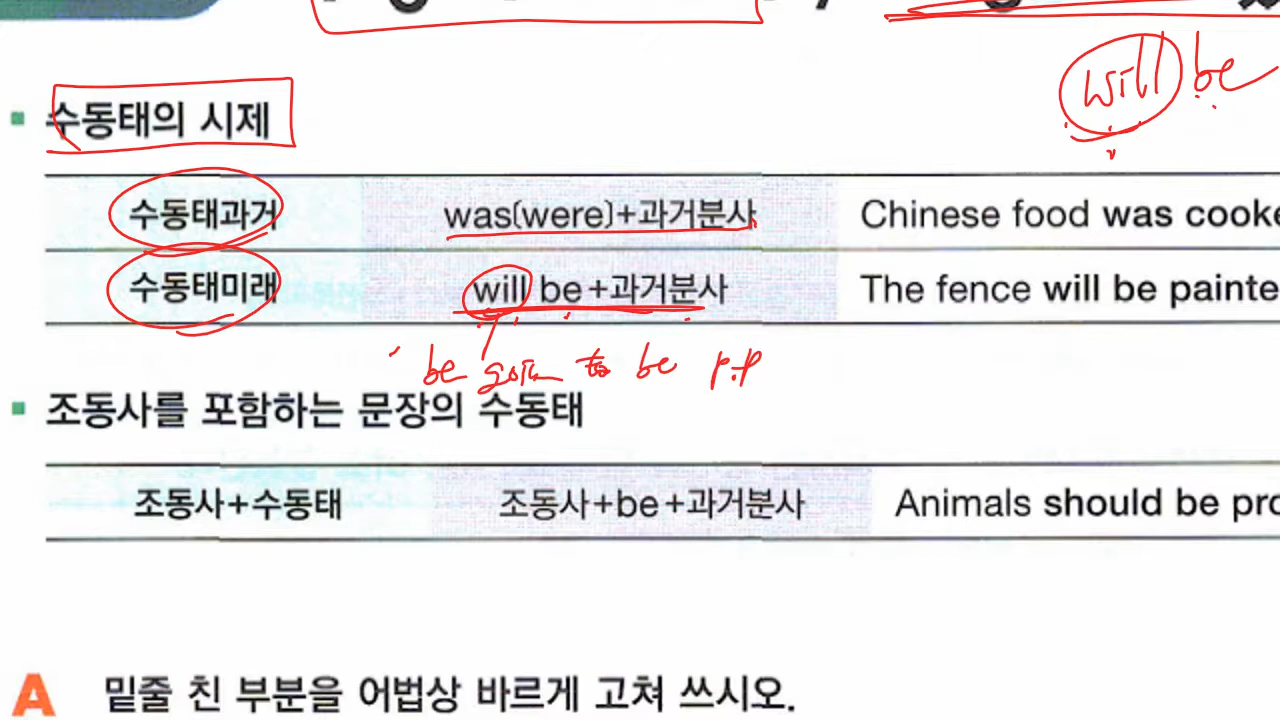 will be
수동태의 시제
수동태과거 was(were)+과거분사 Chinese food was cooke
수동태미래 will be+과거분사 The fence will be painte
be goin to be p.p
조동사를 포함하는 문장의 수동태
조동사+수동태 조동사+be+과거분사 Animals should be pro
A 밑줄 친 부분을 어법상 바르게 고쳐 쓰시오.